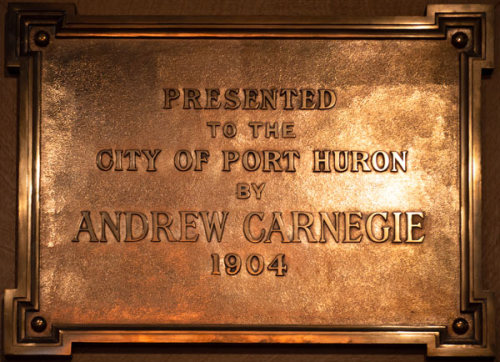 PRESENTED
TO THE
CITY OF PORT HURON
BY
ANDREW CARNEGIE
1904